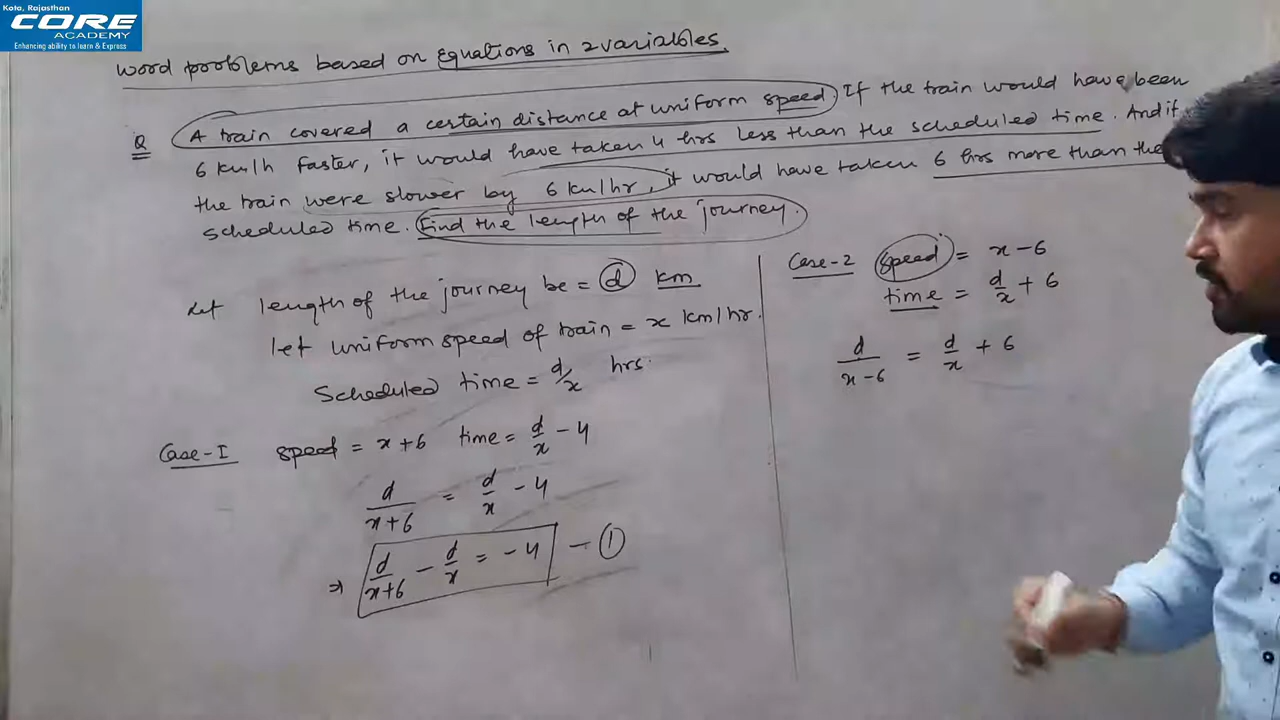 Kota, Rajasthan
CORE
ACADEMY
Enhancing ability to learn & Express
word problems based on Equations in 2 variables.
Q A train covered a certain distance at uniform speed If the train would have been
6 km/h faster, it would have taken 4 hrs less than the scheduled time. And if
the train were slower by 6 km/hr, it would have taken 6 hrs more than the
scheduled time. Find the length of the journey.
Let length of the journey be = d km
let uniform speed of train = x km/hr.
Scheduled time = d/x hrs.
Case-I speed = x+6 time = d/x - 4
d/(x+6) = d/x - 4
⇒ d/(x+6) - d/x = -4 - ①
Case-2 speed = x-6
time = d/x + 6
d/(x-6) = d/x + 6